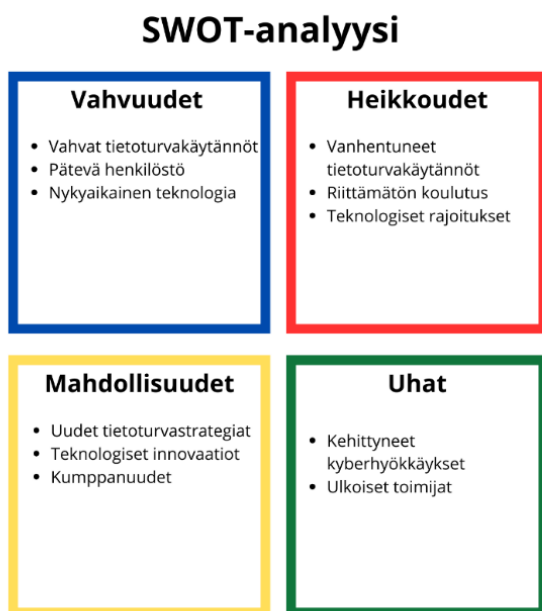 SWOT-analyysi
Vahvuudet
• Vahvat tietoturvakäytännöt
• Pätevä henkilöstö
• Nykyaikainen teknologia
Heikkoudet
• Vanhentuneet
tietoturvakäytännöt
• Riittämätön koulutus
• Teknologiset rajoitukset
Mahdollisuudet
• Uudet tietoturvastrategiat
• Teknologiset innovaatiot
• Kumppanuudet
Uhat
• Kehittyneet
kyberhyökkäykset
• Ulkoiset toimijat